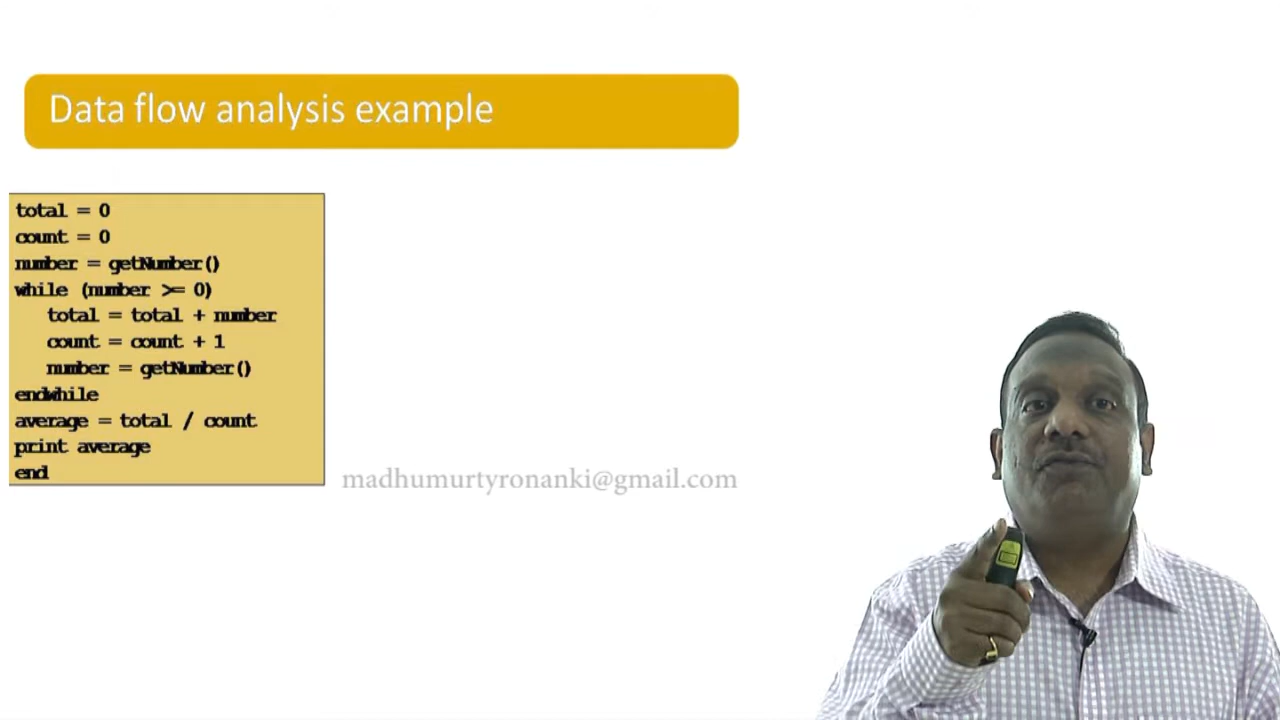 Data flow analysis example
total = 0
count = 0
number = getNumber()
while (number >= 0)
total = total + number
count = count + 1
number = getNumber()
endwhile
average = total / count
print average
end
madhumurtyronanki@gmail.com